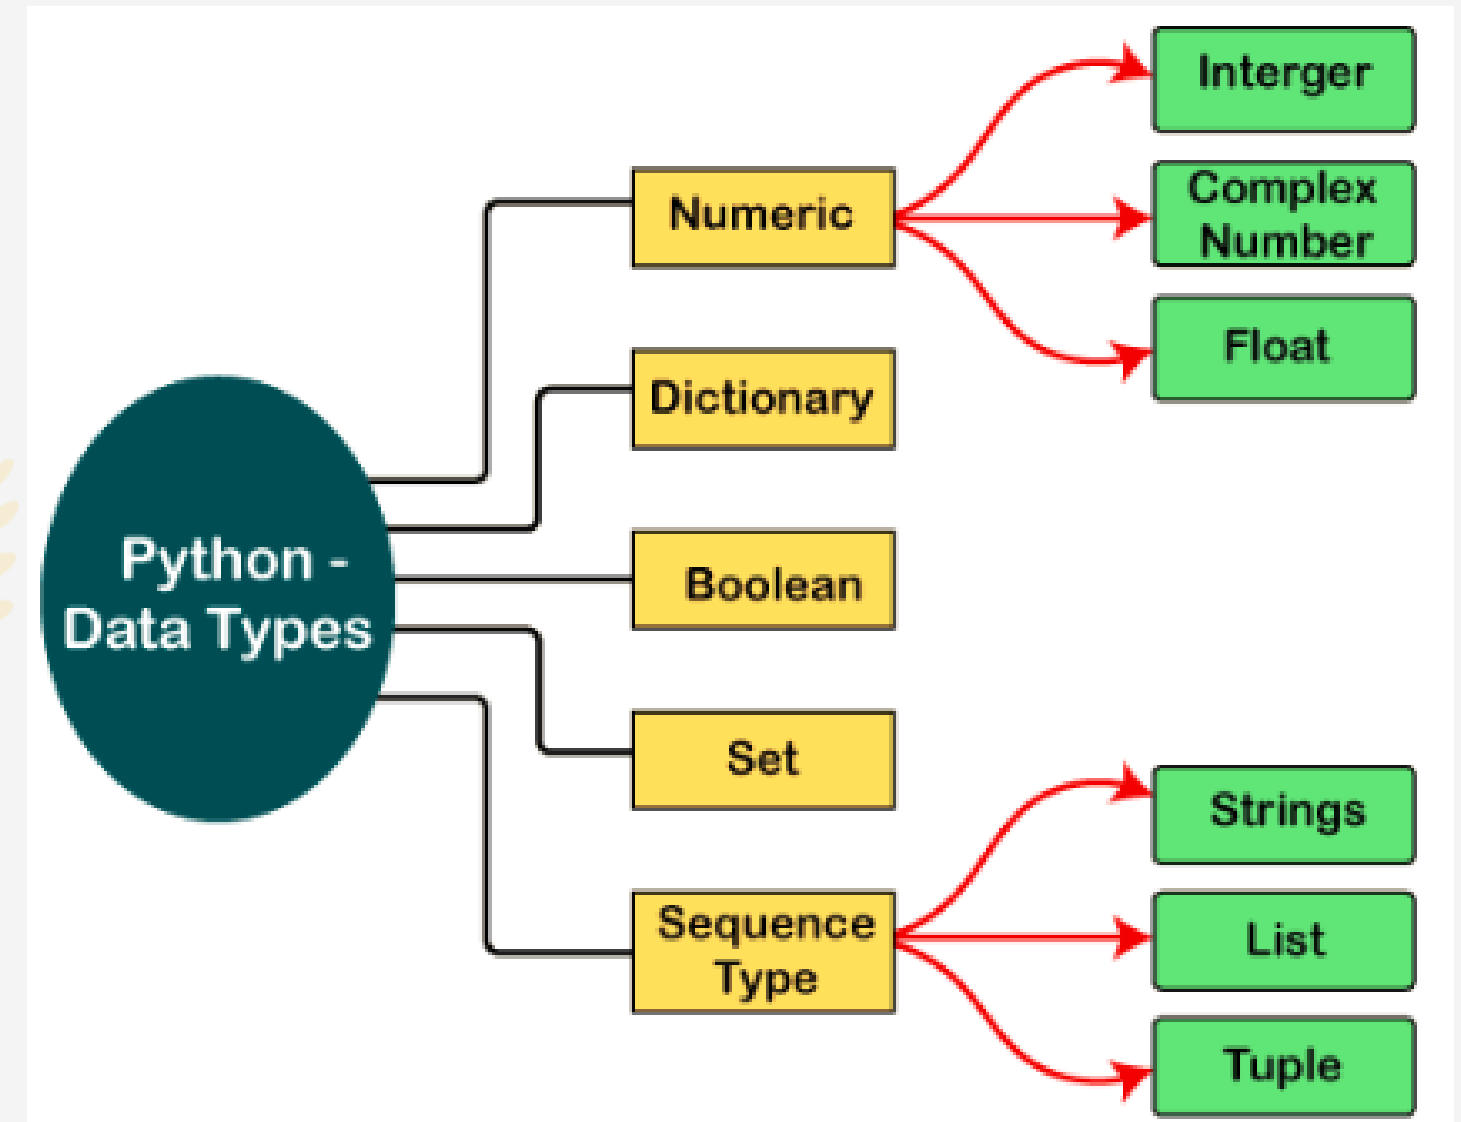 Python -
Data Types
Numeric
Interger
Complex
Number
Float
Dictionary
Boolean
Set
Sequence
Type
Strings
List
Tuple